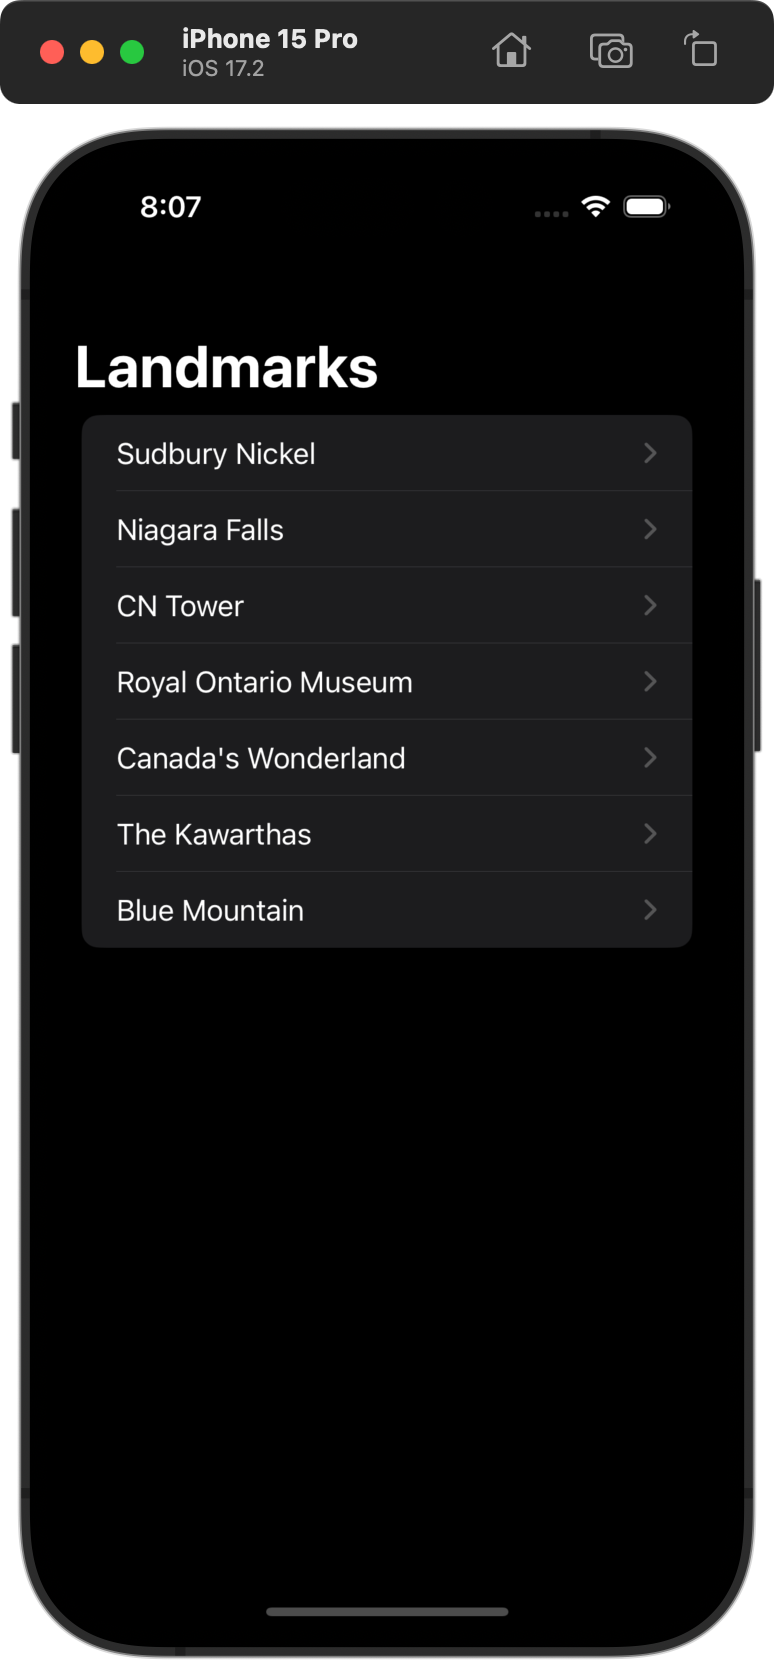 iPhone 15 Pro
iOS 17.2
8:07
Landmarks
Sudbury Nickel
Niagara Falls
CN Tower
Royal Ontario Museum
Canada's Wonderland
The Kawarthas
Blue Mountain